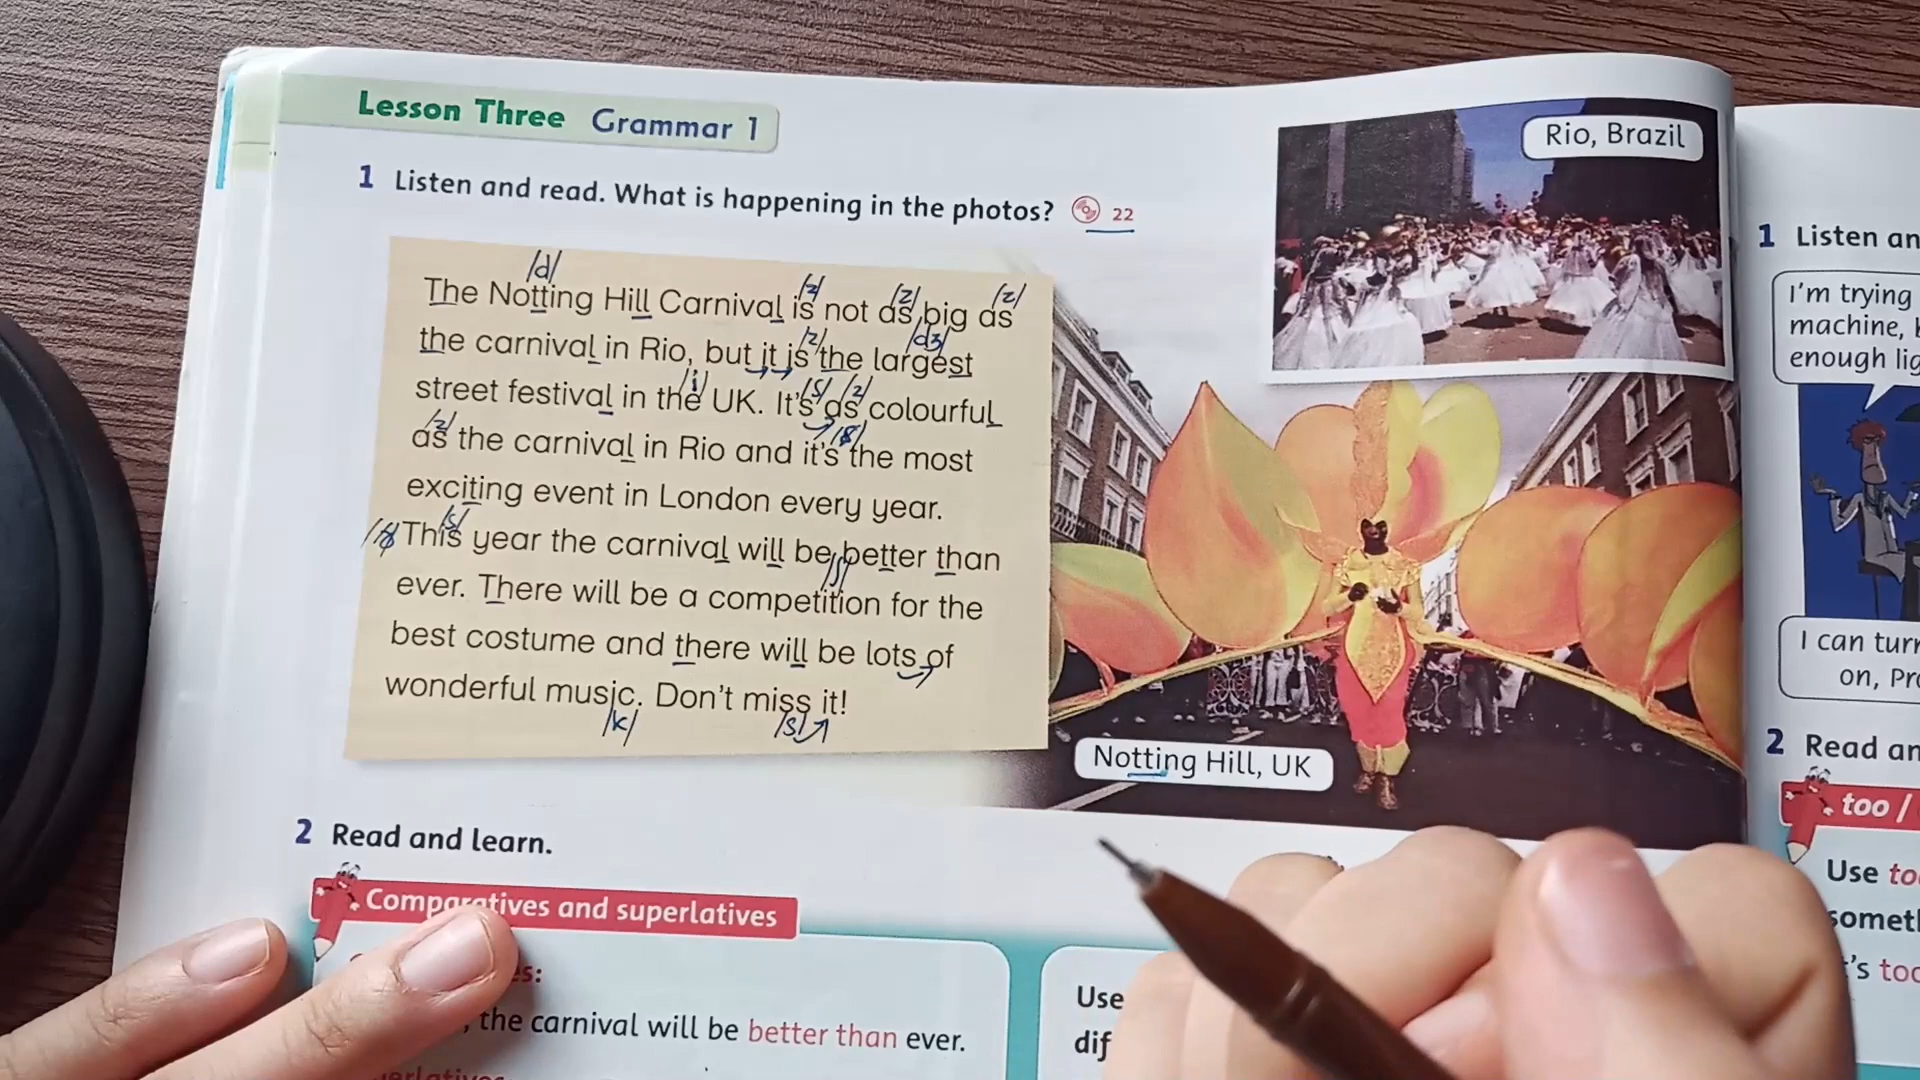 Lesson Three Grammar 1
1 Listen and read. What is happening in the photos? 22
/d/
/z/ /z/ /z/
The Notting Hill Carnival is not as big as
/z/ /dʒ/
the carnival in Rio, but it is the largest
/i/ /s/ /z/
street festival in the UK. It's as colourful
/z/
as the carnival in Rio and it's the most
exciting event in London every year.
/s/
This year the carnival will be better than
/ʃ/
ever. There will be a competition for the
best costume and there will be lots of
wonderful music. Don't miss it!
/k/ /s/
Rio, Brazil
Notting Hill, UK
2 Read and learn.
Comparatives and superlatives
es:
, the carnival will be better than ever.
Use
dif
1 Listen an
I'm trying
machine, b
enough lig
I can turn
on, Pro
2 Read an
too /
Use too
someth
's too